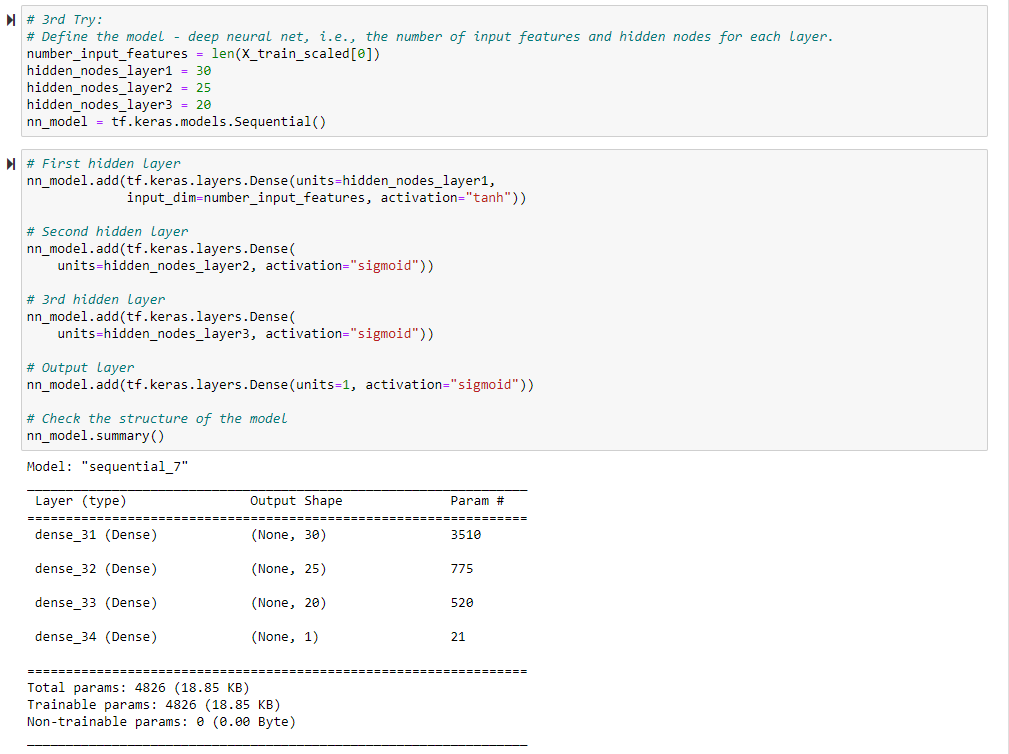 # 3rd Try:
# Define the model - deep neural net, i.e., the number of input features and hidden nodes for each layer.
number_input_features = len(X_train_scaled[0])
hidden_nodes_layer1 = 30
hidden_nodes_layer2 = 25
hidden_nodes_layer3 = 20
nn_model = tf.keras.models.Sequential()
# First hidden layer
nn_model.add(tf.keras.layers.Dense(units=hidden_nodes_layer1,
             input_dim=number_input_features, activation="tanh"))
# Second hidden layer
nn_model.add(tf.keras.layers.Dense(
    units=hidden_nodes_layer2, activation="sigmoid"))
# 3rd hidden layer
nn_model.add(tf.keras.layers.Dense(
    units=hidden_nodes_layer3, activation="sigmoid"))
# Output layer
nn_model.add(tf.keras.layers.Dense(units=1, activation="sigmoid"))
# Check the structure of the model
nn_model.summary()
Model: "sequential_7"
_________________________________________________________________
 Layer (type)                Output Shape              Param #
=================================================================
 dense_31 (Dense)            (None, 30)                3510
 dense_32 (Dense)            (None, 25)                775
 dense_33 (Dense)            (None, 20)                520
 dense_34 (Dense)            (None, 1)                 21
=================================================================
Total params: 4826 (18.85 KB)
Trainable params: 4826 (18.85 KB)
Non-trainable params: 0 (0.00 Byte)
_________________________________________________________________